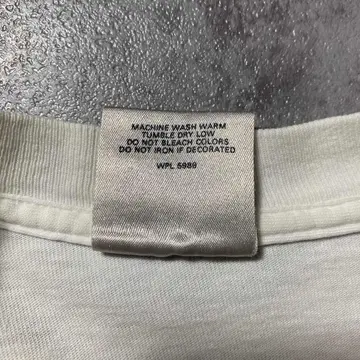 MACHINE WASH WARM
TUMBLE DRY LOW
DO NOT BLEACH COLORS
DO NOT IRON IF DECORATED
WPL 5989